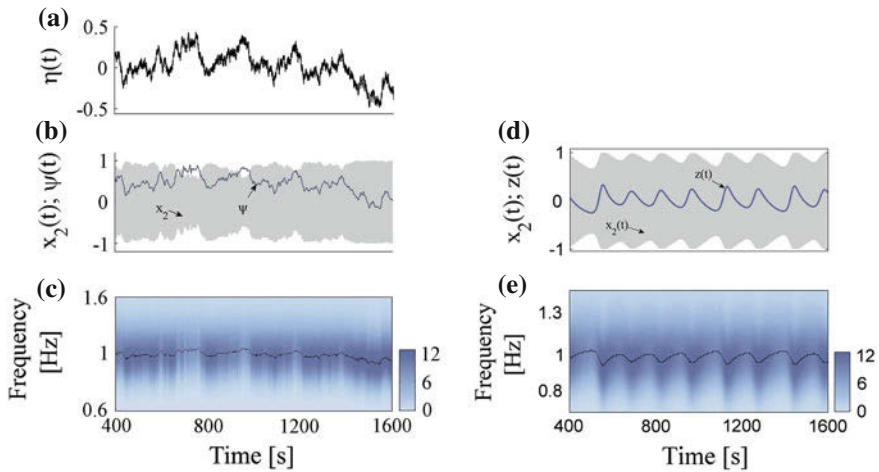 (a)
0.5
0
-0.5
η(t)
(b)
1
0
-1
x₂(t); ψ(t)
x₂
ψ
(c)
1.6
1
0.6
Frequency
[Hz]
12
6
0
400
800
1200
1600
Time [s]
(d)
1
0
-1
x₂(t); z(t)
z(t)
x₂(t)
(e)
1.3
1
0.8
Frequency
[Hz]
12
6
0
400
800
1200
1600
Time [s]